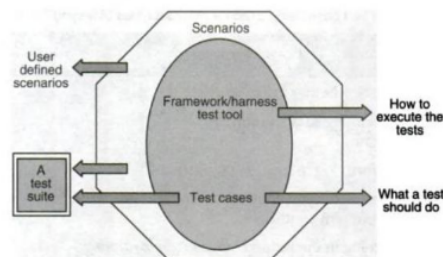 Scenarios
User
defined
scenarios
Framework/harness
test tool
How to
execute the
tests
A
test
suite
Test cases
What a test
should do